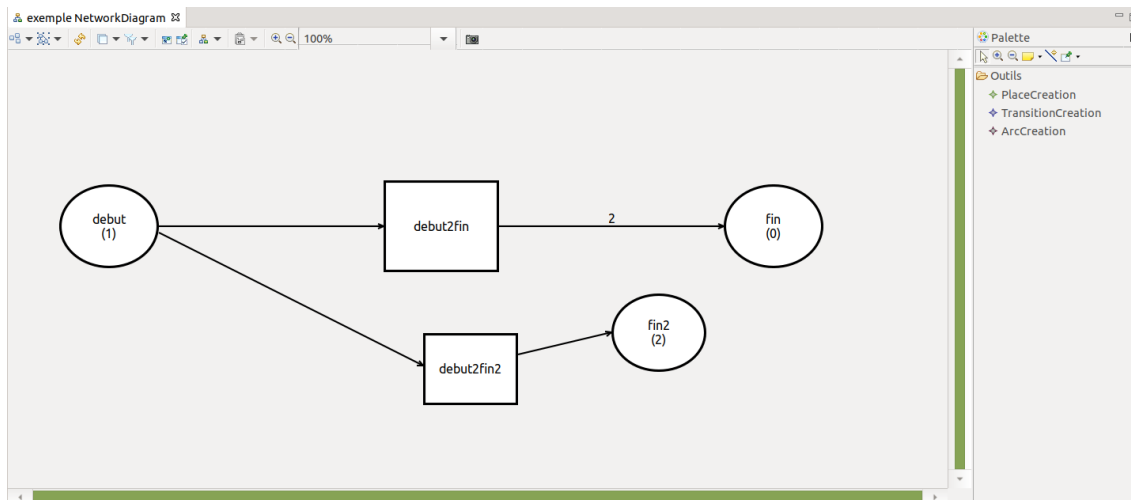 exemple NetworkDiagram
100%
Palette
Outils
PlaceCreation
TransitionCreation
ArcCreation
debut
(1)
debut2fin
2
fin
(0)
fin2
(2)
debut2fin2